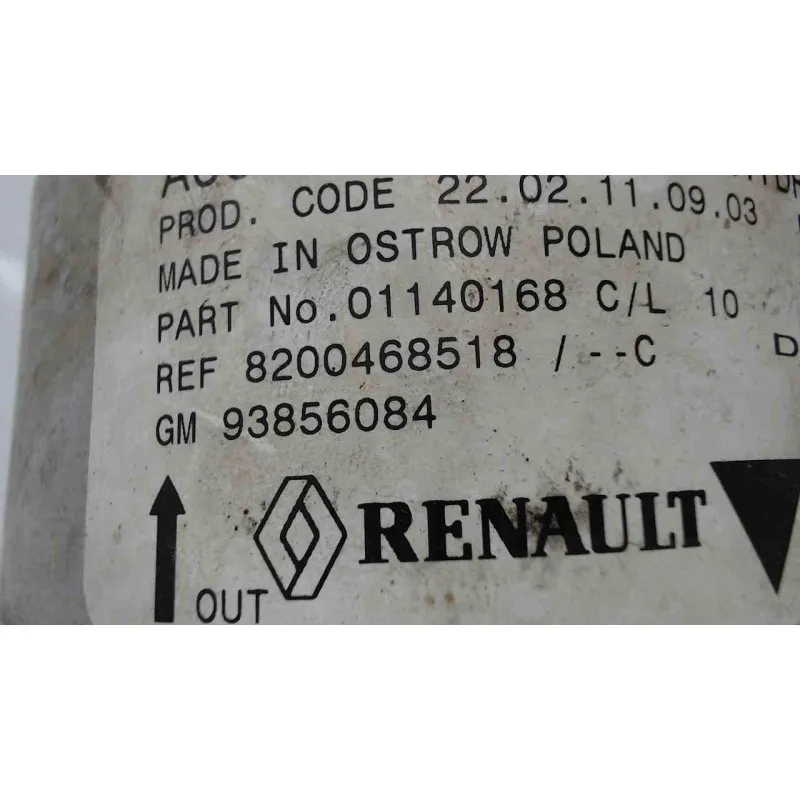 PROD. CODE 22.02.11.09.03
MADE IN OSTROW POLAND
PART No.01140168 C/L 10
REF 8200468518 /--C D
GM 93856084
RENAULT
OUT